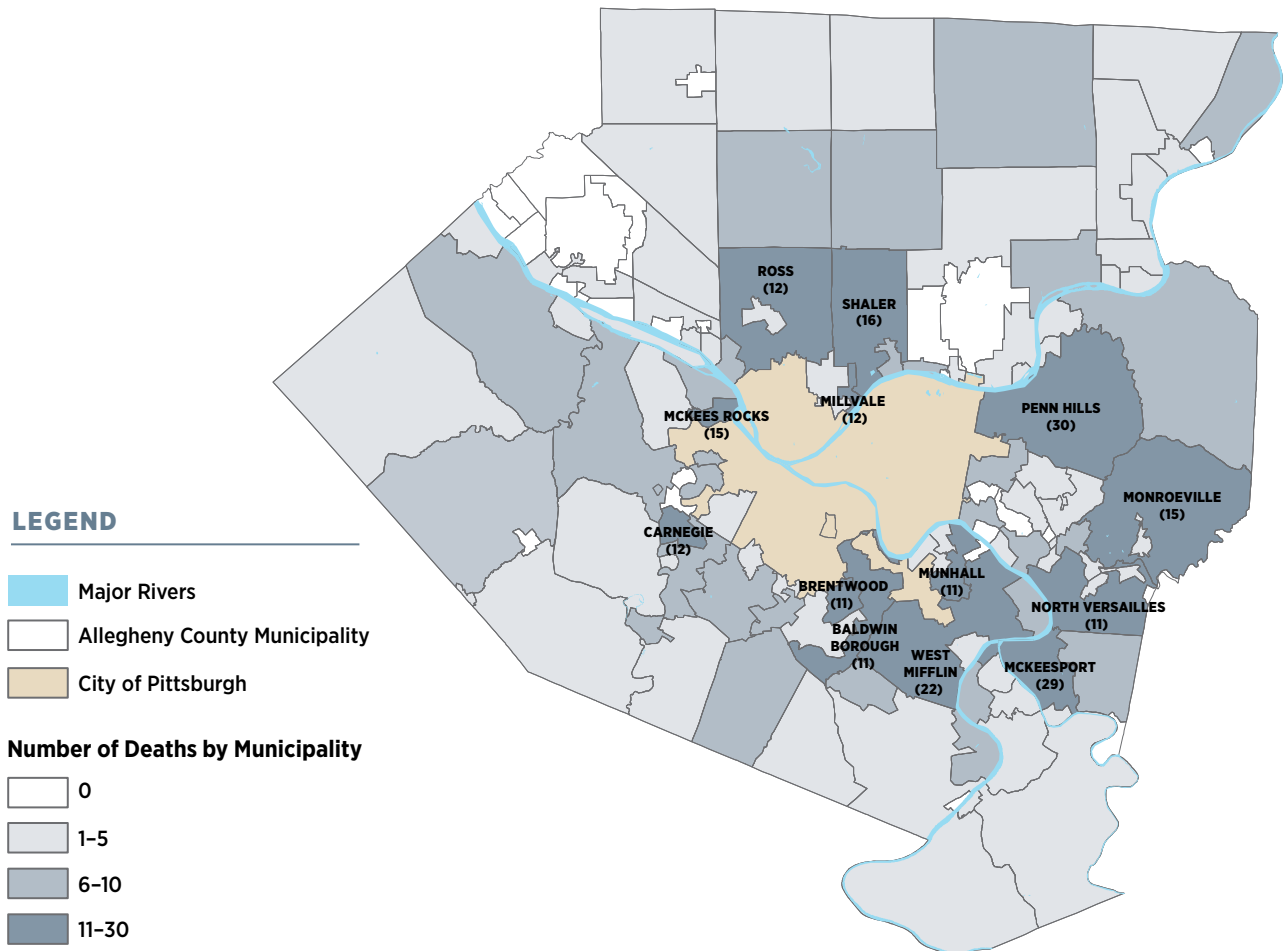 ROSS
(12)
SHALER
(16)
MCKEES ROCKS
(15)
MILLVALE
(12)
PENN HILLS
(30)
MONROEVILLE
(15)
CARNEGIE
(12)
BRENTWOOD
(11)
MUNHALL
(11)
NORTH VERSAILLES
(11)
BALDWIN
BOROUGH
(11)
WEST
MIFFLIN
(22)
MCKEESPORT
(29)
LEGEND
Major Rivers
Allegheny County Municipality
City of Pittsburgh
Number of Deaths by Municipality
0
1–5
6–10
11–30